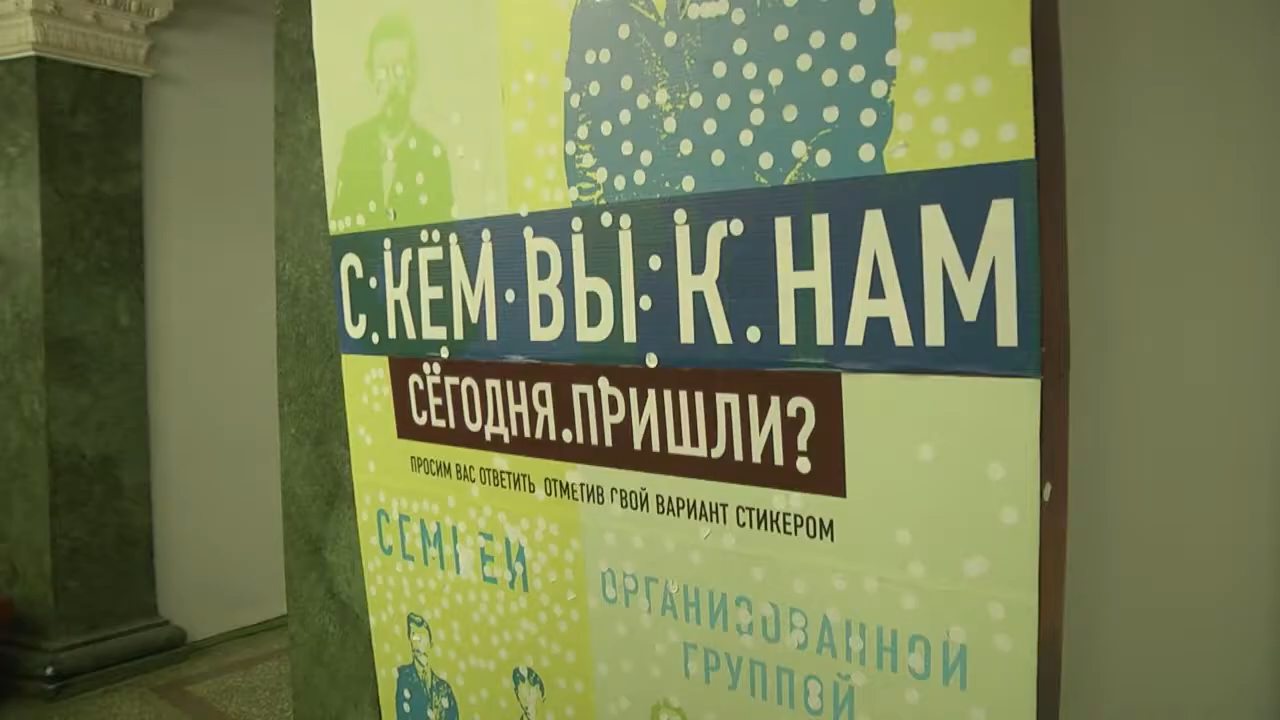 С КЕМ ВЫ К НАМ
СЕГОДНЯ ПРИШЛИ?
ПРОСИМ ВАС ОТВЕТИТЬ ОТМЕТИВ СВОЙ ВАРИАНТ СТИКЕРОМ
СЕМЬЕЙ
ОРГАНИЗОВАННОЙ
ГРУППОЙ